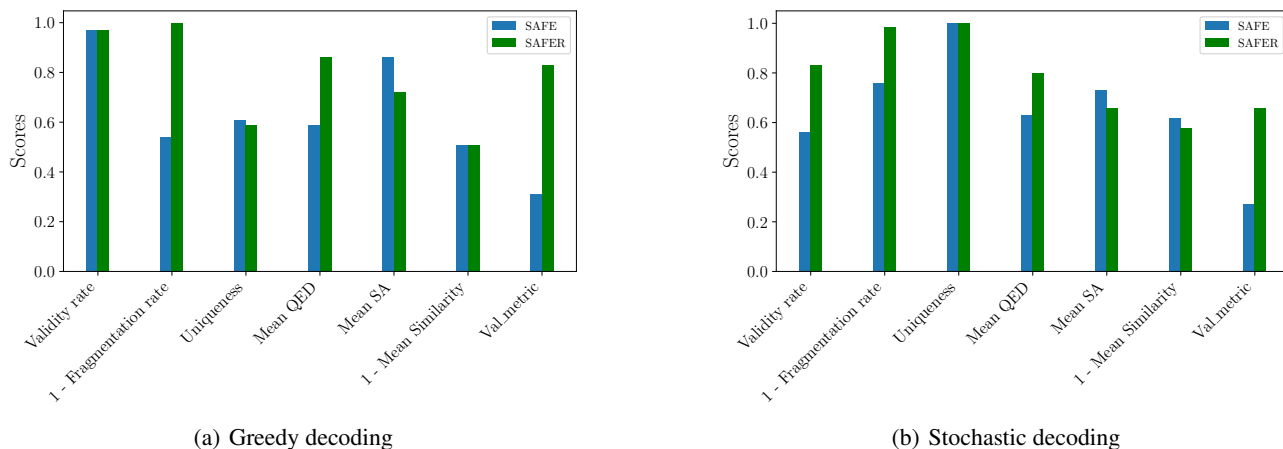 1.0
0.8
0.6
0.4
0.2
0.0
Scores
SAFE
SAFER
Validity rate
1 - Fragmentation rate
Uniqueness
Mean QED
Mean SA
1 - Mean Similarity
Val_metric
(a) Greedy decoding
1.0
0.8
0.6
0.4
0.2
0.0
Scores
SAFE
SAFER
Validity rate
1 - Fragmentation rate
Uniqueness
Mean QED
Mean SA
1 - Mean Similarity
Val_metric
(b) Stochastic decoding